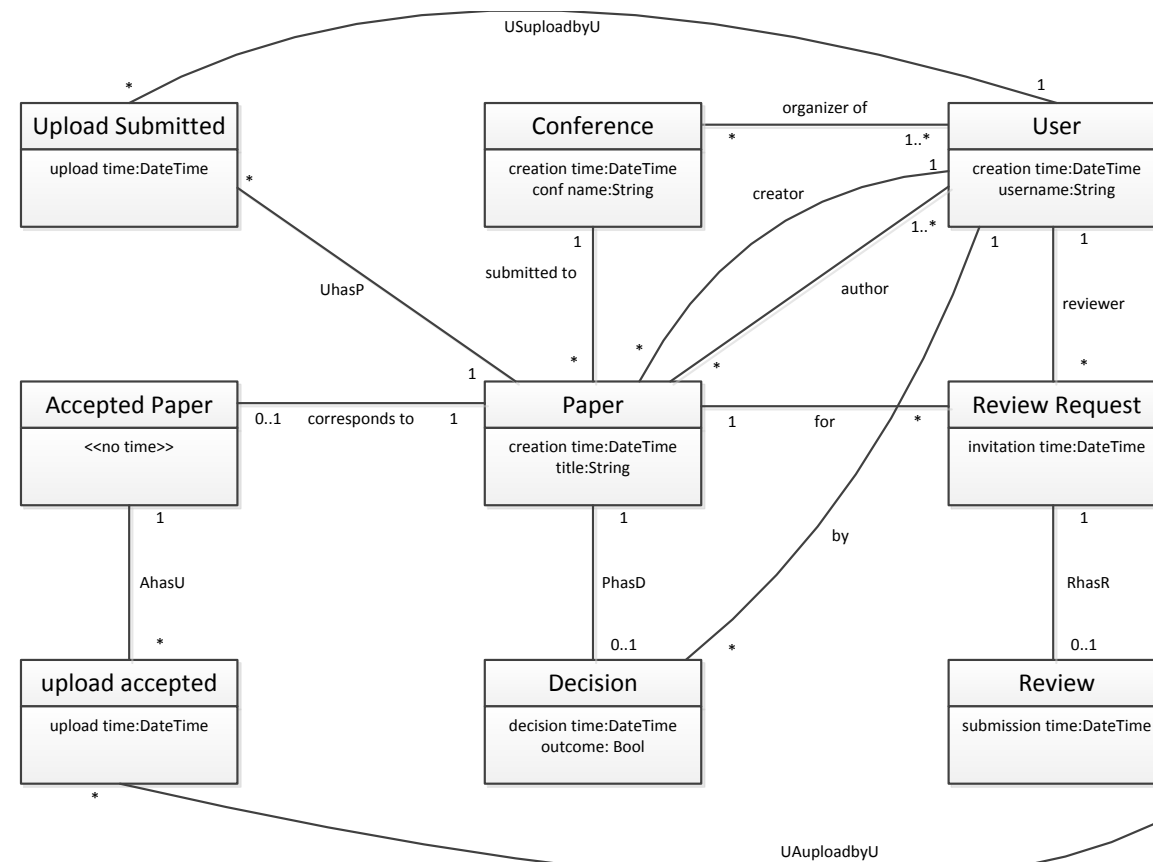 USuploadbyU
*
1
Upload Submitted
upload time:DateTime
*
Conference
creation time:DateTime
conf name:String
organizer of
*
1..*
User
creation time:DateTime
username:String
1
creator
1..*
1
1
1
submitted to
UhasP
author
reviewer
*
*
*
*
1
Accepted Paper
<<no time>>
0..1 corresponds to 1
Paper
creation time:DateTime
title:String
1 for *
Review Request
invitation time:DateTime
1
1
1
AhasU
PhasD
by
RhasR
*
0..1
*
0..1
upload accepted
upload time:DateTime
Decision
decision time:DateTime
outcome: Bool
Review
submission time:DateTime
*
UAuploadbyU